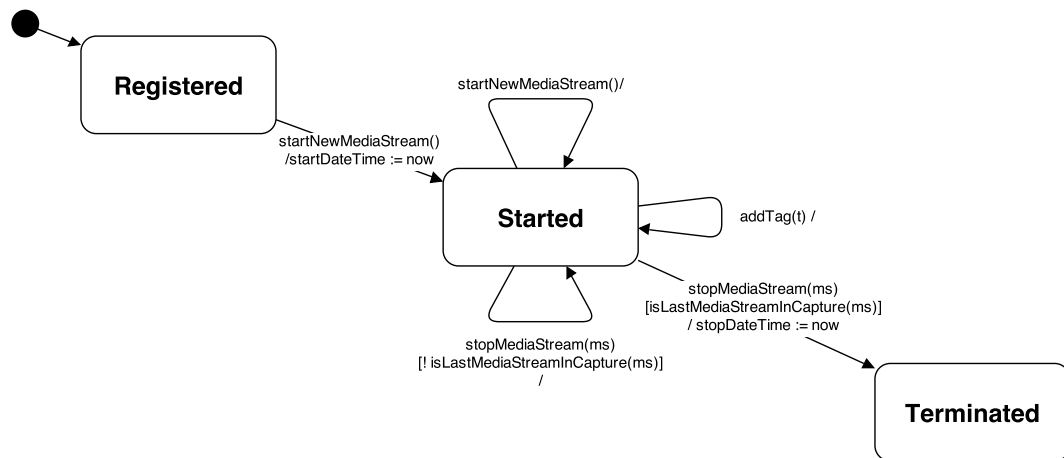 Registered
startNewMediaStream()
/startDateTime := now
startNewMediaStream()/
Started
addTag(t) /
stopMediaStream(ms)
[! isLastMediaStreamInCapture(ms)]
/
stopMediaStream(ms)
[isLastMediaStreamInCapture(ms)]
/ stopDateTime := now
Terminated